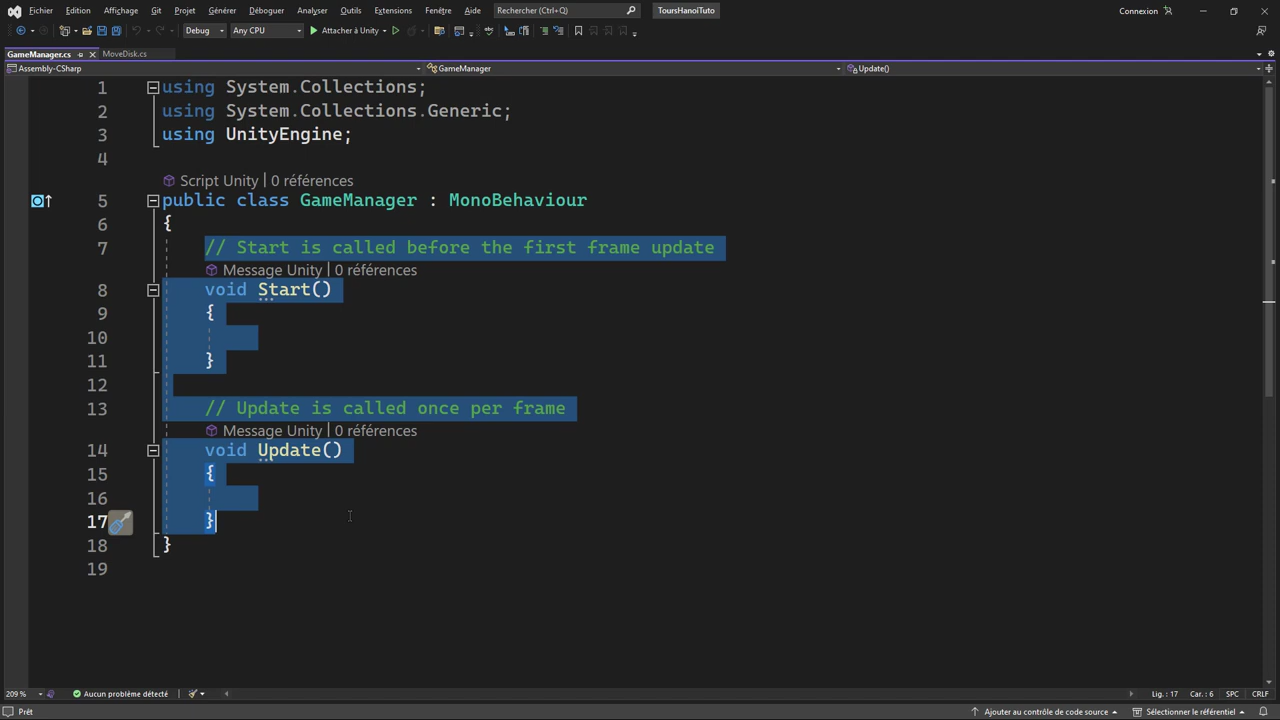 Fichier Edition Affichage Git Projet Générer Déboguer Analyser Outils Extensions Fenêtre Aide Rechercher (Ctrl+Q) ToursHanoiTuto Connexion
Debug Any CPU Attacher à Unity
GameManager.cs MoveDisk.cs
Assembly-CSharp GameManager Update()
1 using System.Collections;
2 using System.Collections.Generic;
3 using UnityEngine;
4
Script Unity | 0 références
5 public class GameManager : MonoBehaviour
6 {
7 // Start is called before the first frame update
Message Unity | 0 références
8 void Start()
9 {
10
11 }
12
13 // Update is called once per frame
Message Unity | 0 références
14 void Update()
15 {
16
17 }
18 }
19
209 % Aucun problème détecté Lig. : 17 Car. : 6 SPC CRLF
Prêt Ajouter au contrôle de code source Sélectionner le référentiel